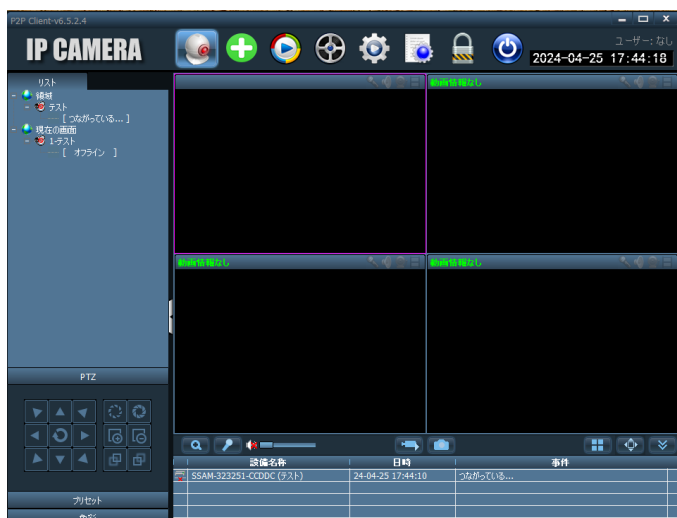 P2P Client-v6.5.2.4
IP CAMERA
ユーザー: なし
2024-04-25 17:44:18
リスト
領域
テスト
[ つながっている... ]
現在の画面
1-テスト
[ オフライン ]
動画情報なし
動画情報なし
動画情報なし
PTZ
設備名称 日時 事件
SSAM-323251-CCDDC (テスト) 24-04-25 17:44:10 つながっている...
プリセット